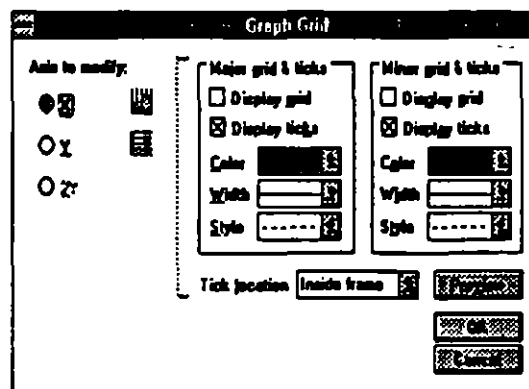 Graph Grid
Axis to modify:
X
Y
Major grid & ticks
Display grid
Display ticks
Color
Width
Style
Minor grid & ticks
Display grid
Display ticks
Color
Width
Style
Tick location Inside frame
Preview
OK
Cancel